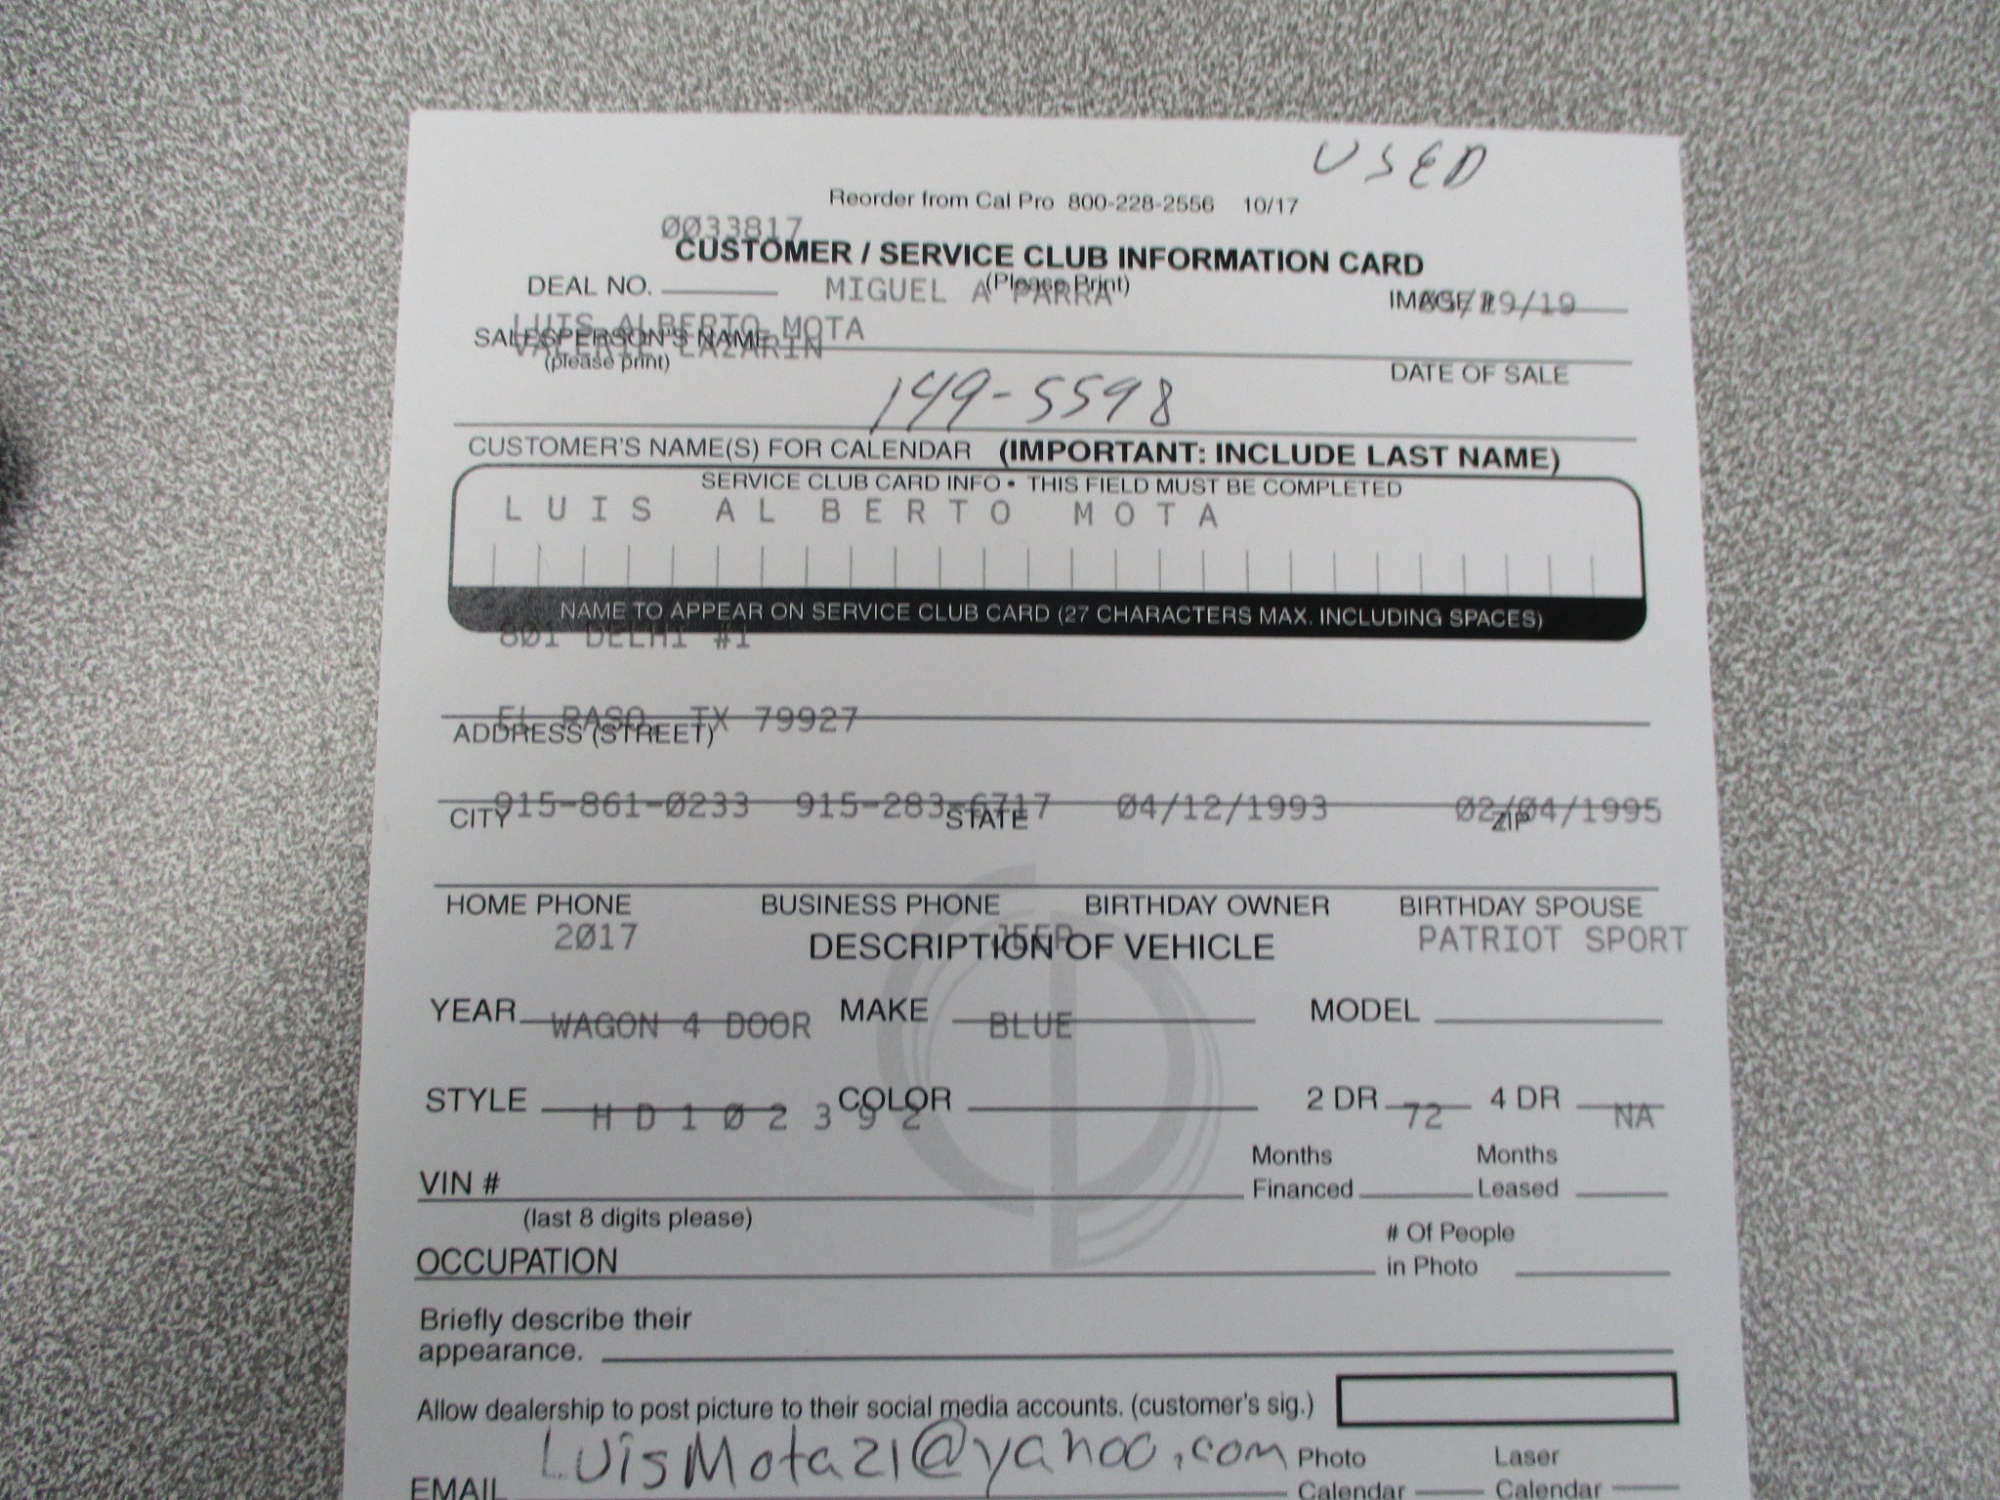 USED
Reorder from Cal Pro 800-228-2556 10/17
0033817
CUSTOMER / SERVICE CLUB INFORMATION CARD
(Please Print)
DEAL NO. MIGUEL A PARRA IMAGE # /29/19
LUIS ALBERTO MOTA
SALESPERSON'S NAME
LAZARIN
(please print)
DATE OF SALE
149-5598
CUSTOMER'S NAME(S) FOR CALENDAR (IMPORTANT: INCLUDE LAST NAME)
SERVICE CLUB CARD INFO • THIS FIELD MUST BE COMPLETED
LUIS ALBERTO MOTA
NAME TO APPEAR ON SERVICE CLUB CARD (27 CHARACTERS MAX. INCLUDING SPACES)
801 DELHI #1
EL PASO, TX 79927
ADDRESS (STREET)
915-861-0233 915-283-6717 04/12/1993 02/04/1995
CITY STATE ZIP
HOME PHONE BUSINESS PHONE BIRTHDAY OWNER BIRTHDAY SPOUSE
2017 JEEP PATRIOT SPORT
DESCRIPTION OF VEHICLE
YEAR MAKE MODEL
WAGON 4 DOOR BLUE
STYLE COLOR 2 DR 4 DR
HD102392 72 NA
Months Months
VIN # Financed Leased
(last 8 digits please)
# Of People
OCCUPATION in Photo
Briefly describe their
appearance.
Allow dealership to post picture to their social media accounts. (customer's sig.)
LuisMota21@yahoo.com Photo Laser
EMAIL Calendar Calendar